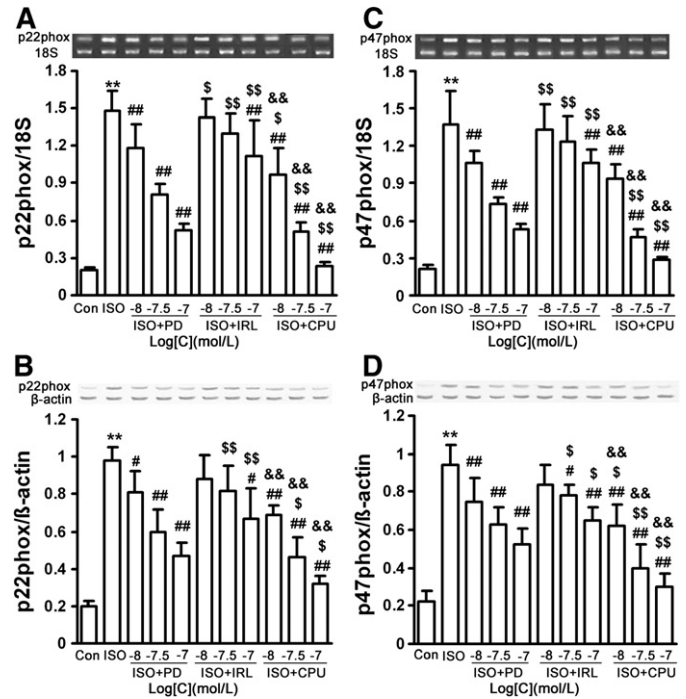 A
p22phox
18S
p22phox/18S
1.8
1.5
1.2
0.9
0.6
0.3
0
** ## ## ## $ $$ $$ ## && $ ## && $$ ## && $$ ##
Con ISO -8 -7.5 -7 -8 -7.5 -7 -8 -7.5 -7
ISO+PD ISO+IRL ISO+CPU
Log[C](mol/L)
C
p47phox
18S
p47phox/18S
1.8
1.5
1.2
0.9
0.6
0.3
0
** ## ## ## $$ $$ $$ ## && ## && $$ ## && $$ ##
Con ISO -8 -7.5 -7 -8 -7.5 -7 -8 -7.5 -7
ISO+PD ISO+IRL ISO+CPU
Log[C](mol/L)
B
p22phox
β-actin
p22phox/ß-actin
1.2
1
0.8
0.6
0.4
0.2
0
** # ## ## $$ $$ # && ## && $ ## && $ ##
Con ISO -8 -7.5 -7 -8 -7.5 -7 -8 -7.5 -7
ISO+PD ISO+IRL ISO+CPU
Log[C](mol/L)
D
p47phox
β-actin
p47phox/ß-actin
1.2
1
0.8
0.6
0.4
0.2
0
** ## ## ## $ # $ ## && $ ## && $$ ## && $$ ##
Con ISO -8 -7.5 -7 -8 -7.5 -7 -8 -7.5 -7
ISO+PD ISO+IRL ISO+CPU
Log[C](mol/L)